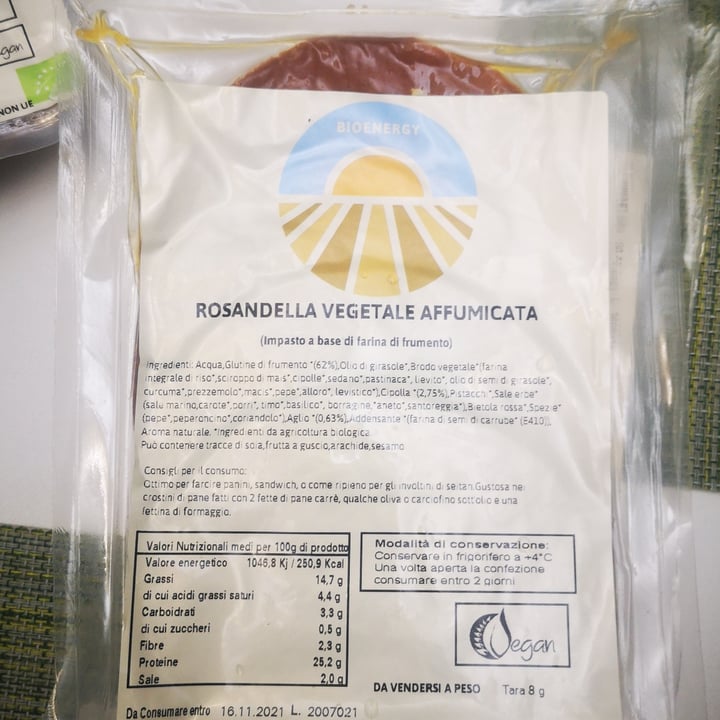 egan
NON UE
BIOENERGY
ROSANDELLA VEGETALE AFFUMICATA
(Impasto a base di farina di frumento)
Ingredienti: Acqua,Glutine di frumento *(62%),Olio di girasole*,Brodo vegetale*(farina
integrale di riso*,sciroppo di mais*,cipolle*,sedano*,pastinaca*, lievito*, olio di semi di girasole*,
curcuma*,prezzemolo*,macis*,pepe*,alloro*, levistico*),Cipolla *(2,75%),Pistacchi*,Sale erbe*
(sale marino,carote*,porri*, timo*,basilico*, borragine,*aneto*,santoreggia*),Bietola rossa*,Spezie*
(pepe*,peperoncino*,coriandolo*),Aglio *(0,63%),Addensante *(farina di semi di carrube* (E410)),
Aroma naturale. *Ingredienti da agricoltura biologica.
Può contenere tracce di soia,frutta a guscio,arachide,sesamo
Consigli per il consumo:
Ottimo per farcire panini, sandwich, o come ripieno per gli involtini di seitan.Gustosa nei
crostini di pane fatti con 2 fette di pane carrè, qualche oliva o carciofino sott'olio e una
fettina di formaggio.
Valori Nutrizionali medi per 100g di prodotto
Valore energetico 1046,8 Kj / 250,9 Kcal
Grassi 14,7 g
di cui acidi grassi saturi 4,4 g
Carboidrati 3,3 g
di cui zuccheri 0,5 g
Fibre 2,3 g
Proteine 25,2 g
Sale 2,0 g
Modalità di conservazione:
Conservare in frigorifero a +4°C
Una volta aperta la confezione
consumare entro 2 giorni
Vegan
DA VENDERSI A PESO Tara 8 g
Da Consumare entro 16.11.2021 L. 2007021